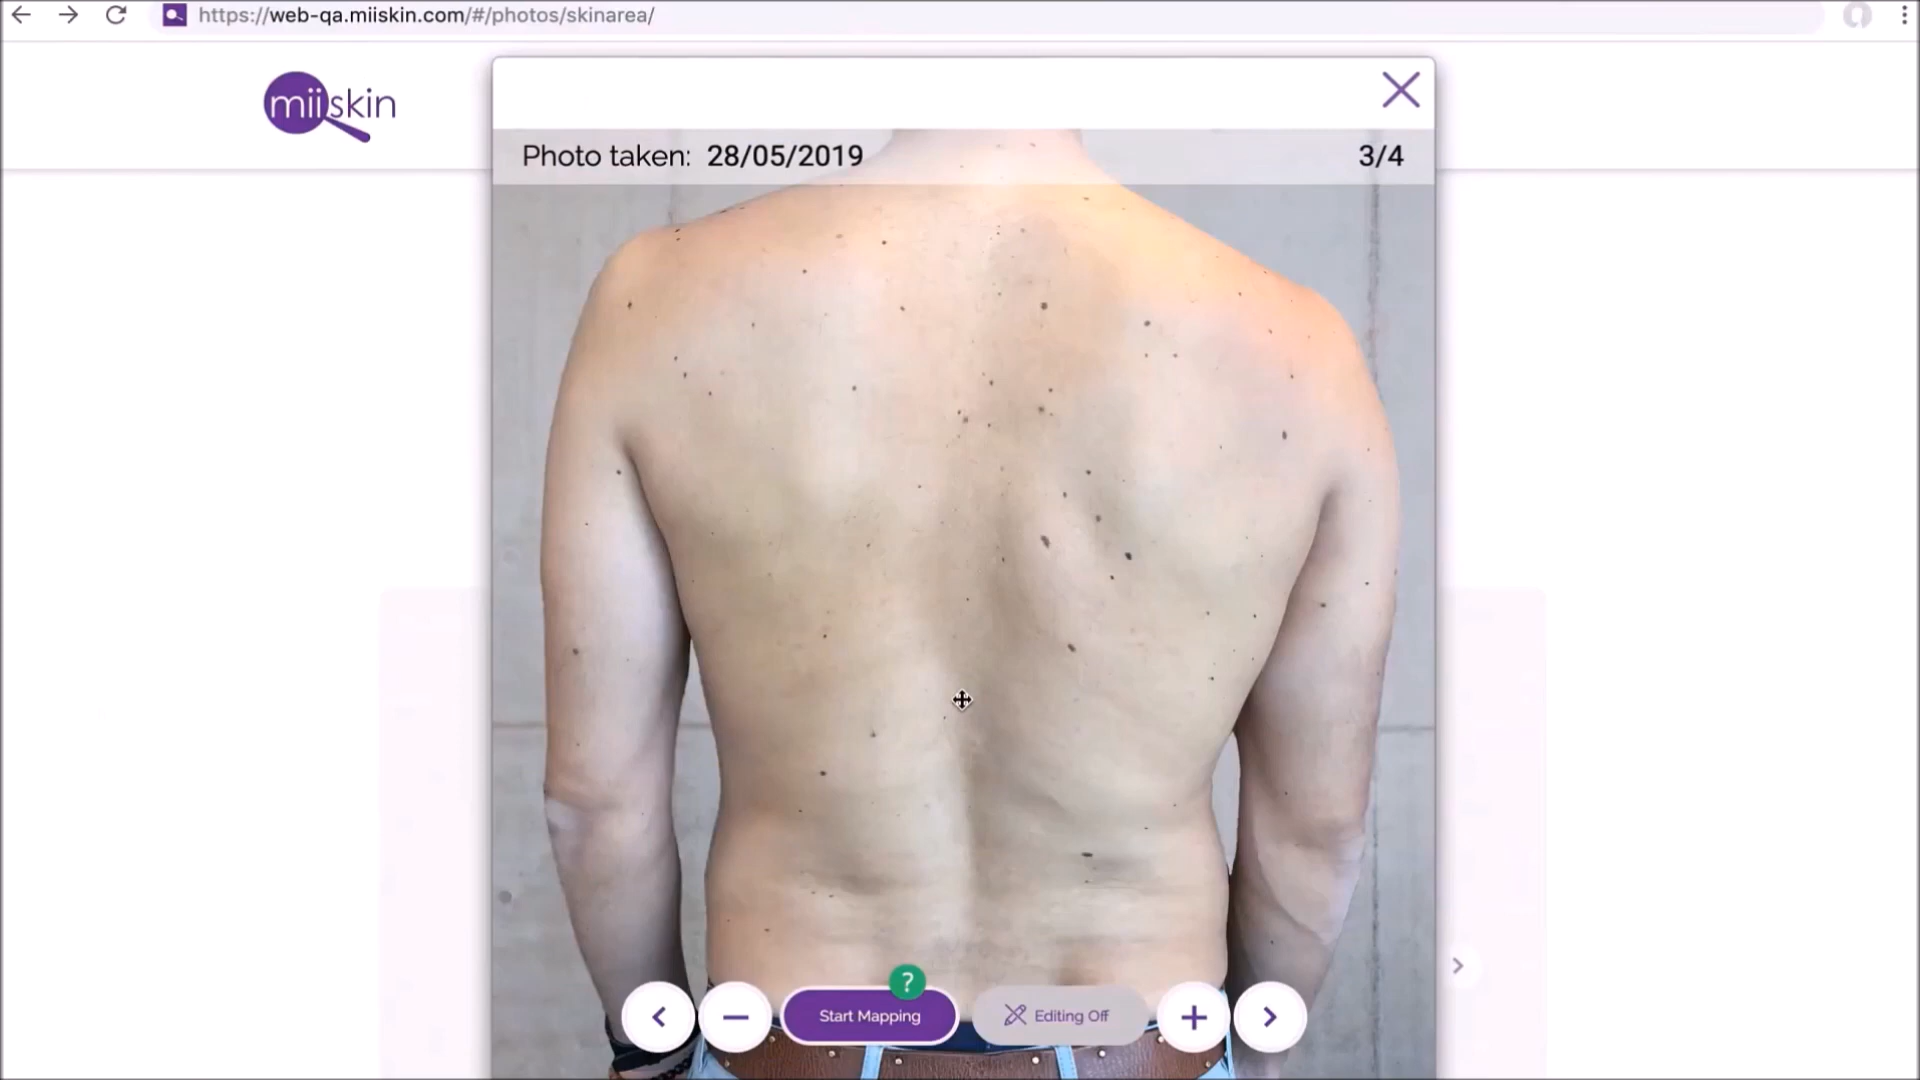 https://web-qa.miiskin.com/#/photos/skinarea/
miiskin
Photo taken: 28/05/2019
3/4
?
Start Mapping
Editing Off